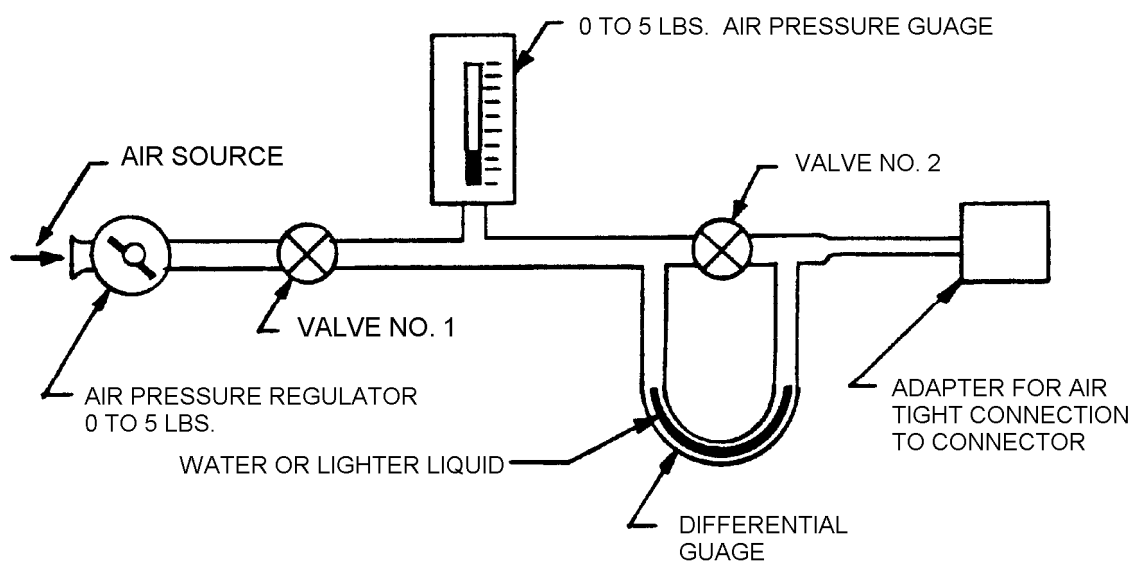 0 TO 5 LBS. AIR PRESSURE GUAGE
AIR SOURCE
VALVE NO. 2
VALVE NO. 1
AIR PRESSURE REGULATOR
0 TO 5 LBS.
ADAPTER FOR AIR
TIGHT CONNECTION
TO CONNECTOR
WATER OR LIGHTER LIQUID
DIFFERENTIAL
GUAGE